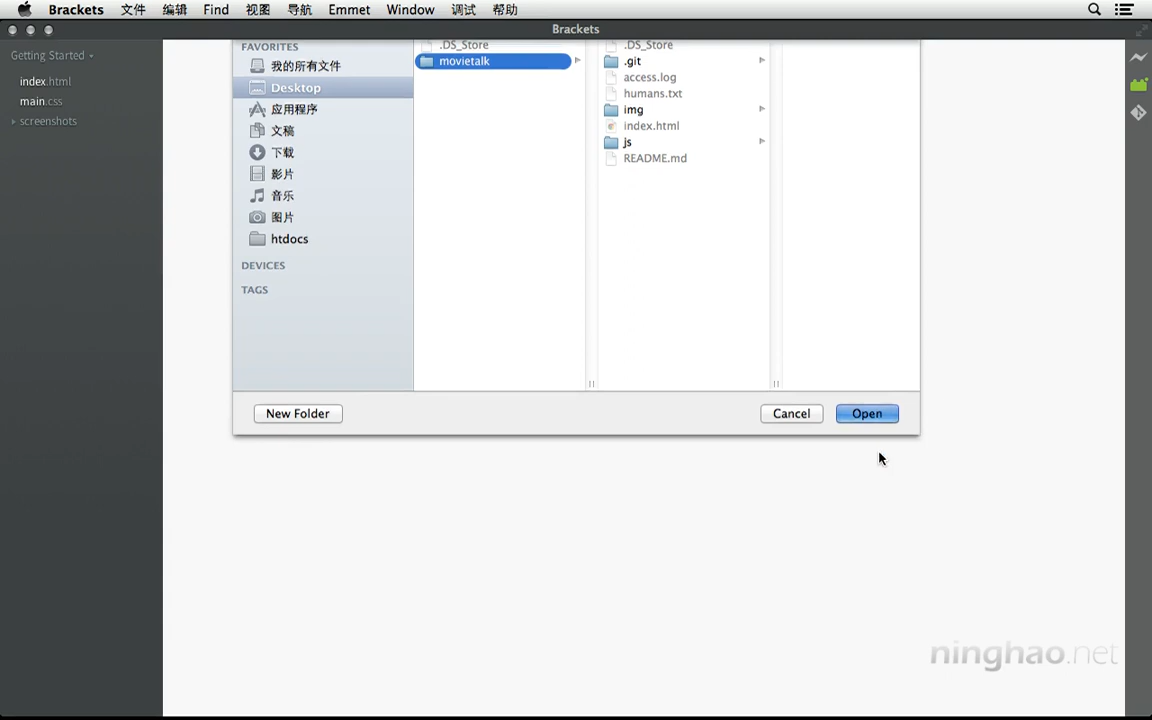 Brackets 文件 编辑 Find 视图 导航 Emmet Window 调试 帮助
Brackets
Getting Started
index.html
main.css
screenshots
FAVORITES
我的所有文件
Desktop
应用程序
文稿
下载
影片
音乐
图片
htdocs
DEVICES
TAGS
.DS_Store
movietalk
.DS_Store
.git
access.log
humans.txt
img
index.html
js
README.md
New Folder
Cancel
Open
ninghao.net